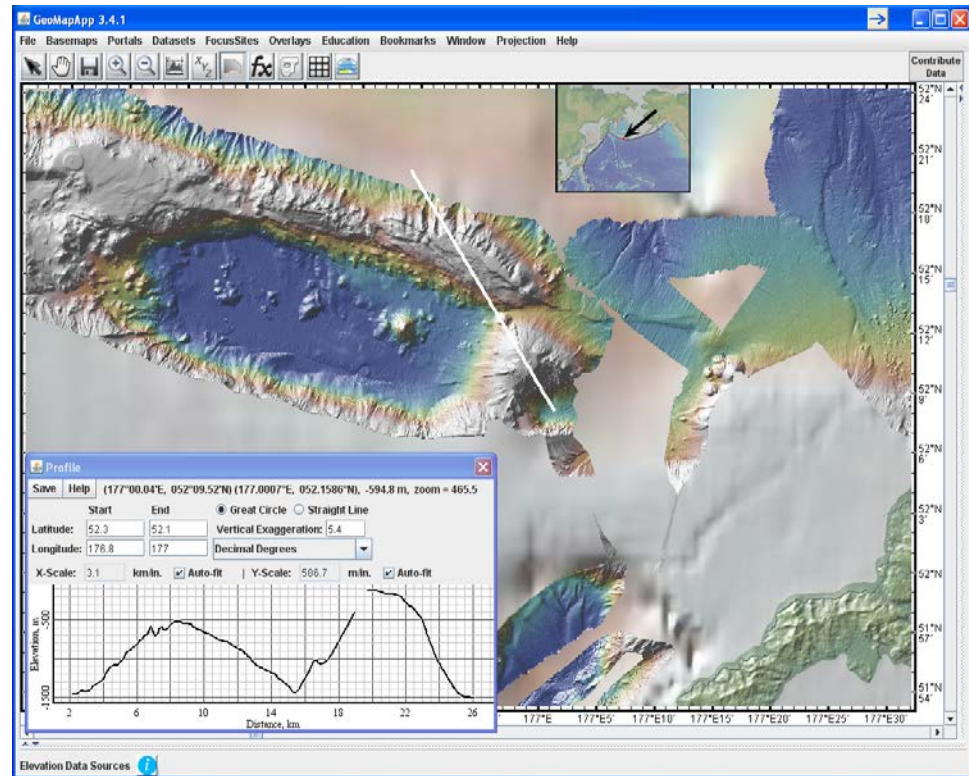 GeoMapApp 3.4.1
File Basemaps Portals Datasets FocusSites Overlays Education Bookmarks Window Projection Help
XYZ fx
Contribute
Data
52°N
24´
52°N
21´
52°N
18´
52°N
15´
52°N
12´
52°N
9´
52°N
6´
52°N
3´
52°N
51°N
57´
51°N
54´
Profile
Save Help (177°00.04'E, 052°09.52'N) (177.0007°E, 052.1586°N), -594.8 m, zoom = 465.5
Start End Great Circle Straight Line
Latitude: 52.3 52.1 Vertical Exaggeration: 5.4
Longitude: 176.8 177 Decimal Degrees
X-Scale: 3.1 km/in. Auto-fit | Y-Scale: 586.7 m/in. Auto-fit
Elevation, m
-500
-1500
2 6 10 14 18 22 26
Distance, km
177°E 177°E5´ 177°E10´ 177°E15´ 177°E20´ 177°E25´ 177°E30´
Elevation Data Sources i